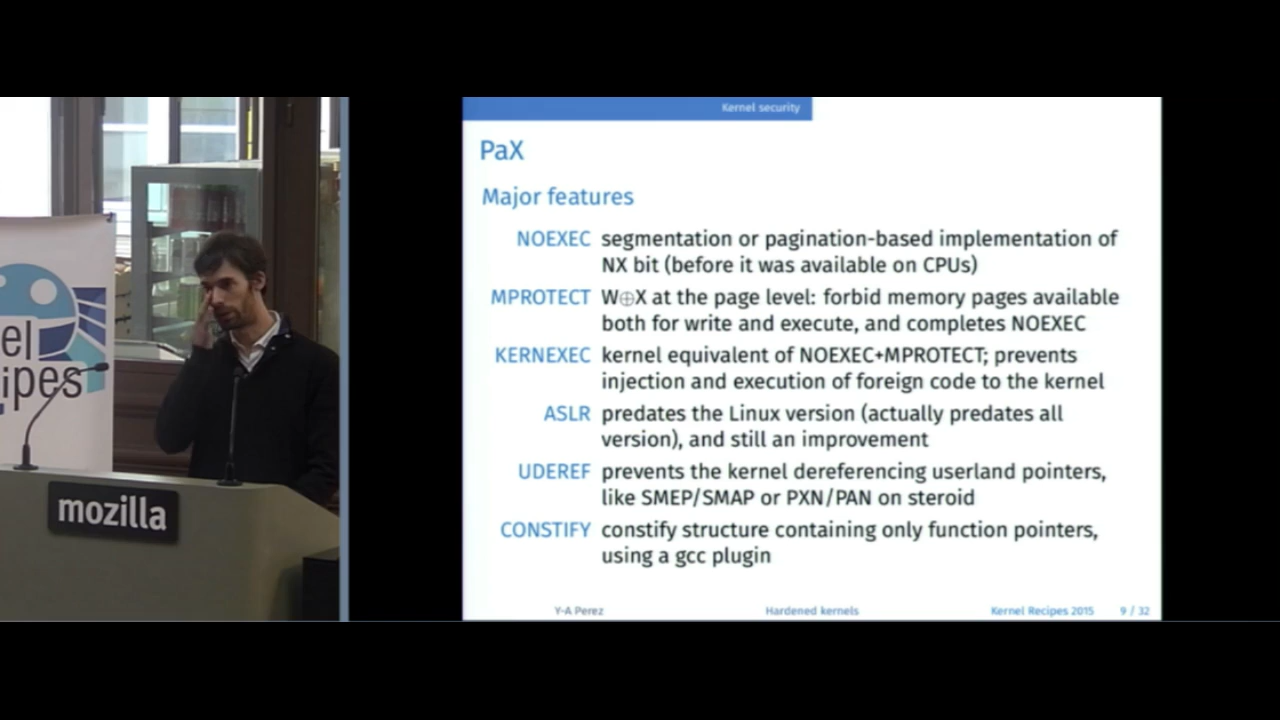 el
ipes
mozilla
Kernel security
PaX
Major features
NOEXEC segmentation or pagination-based implementation of
NX bit (before it was available on CPUs)
MPROTECT W⊕X at the page level: forbid memory pages available
both for write and execute, and completes NOEXEC
KERNEXEC kernel equivalent of NOEXEC+MPROTECT; prevents
injection and execution of foreign code to the kernel
ASLR predates the Linux version (actually predates all
version), and still an improvement
UDEREF prevents the kernel dereferencing userland pointers,
like SMEP/SMAP or PXN/PAN on steroid
CONSTIFY constify structure containing only function pointers,
using a gcc plugin
Y-A Perez Hardened kernels Kernel Recipes 2015 9 / 32